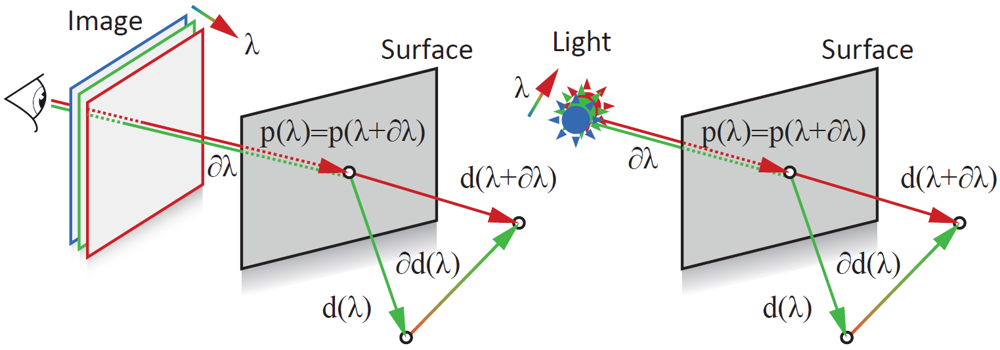 Image
λ
Surface
p(λ)=p(λ+∂λ)
∂λ
d(λ+∂λ)
∂d(λ)
d(λ)
Light
λ
Surface
p(λ)=p(λ+∂λ)
∂λ
d(λ+∂λ)
∂d(λ)
d(λ)